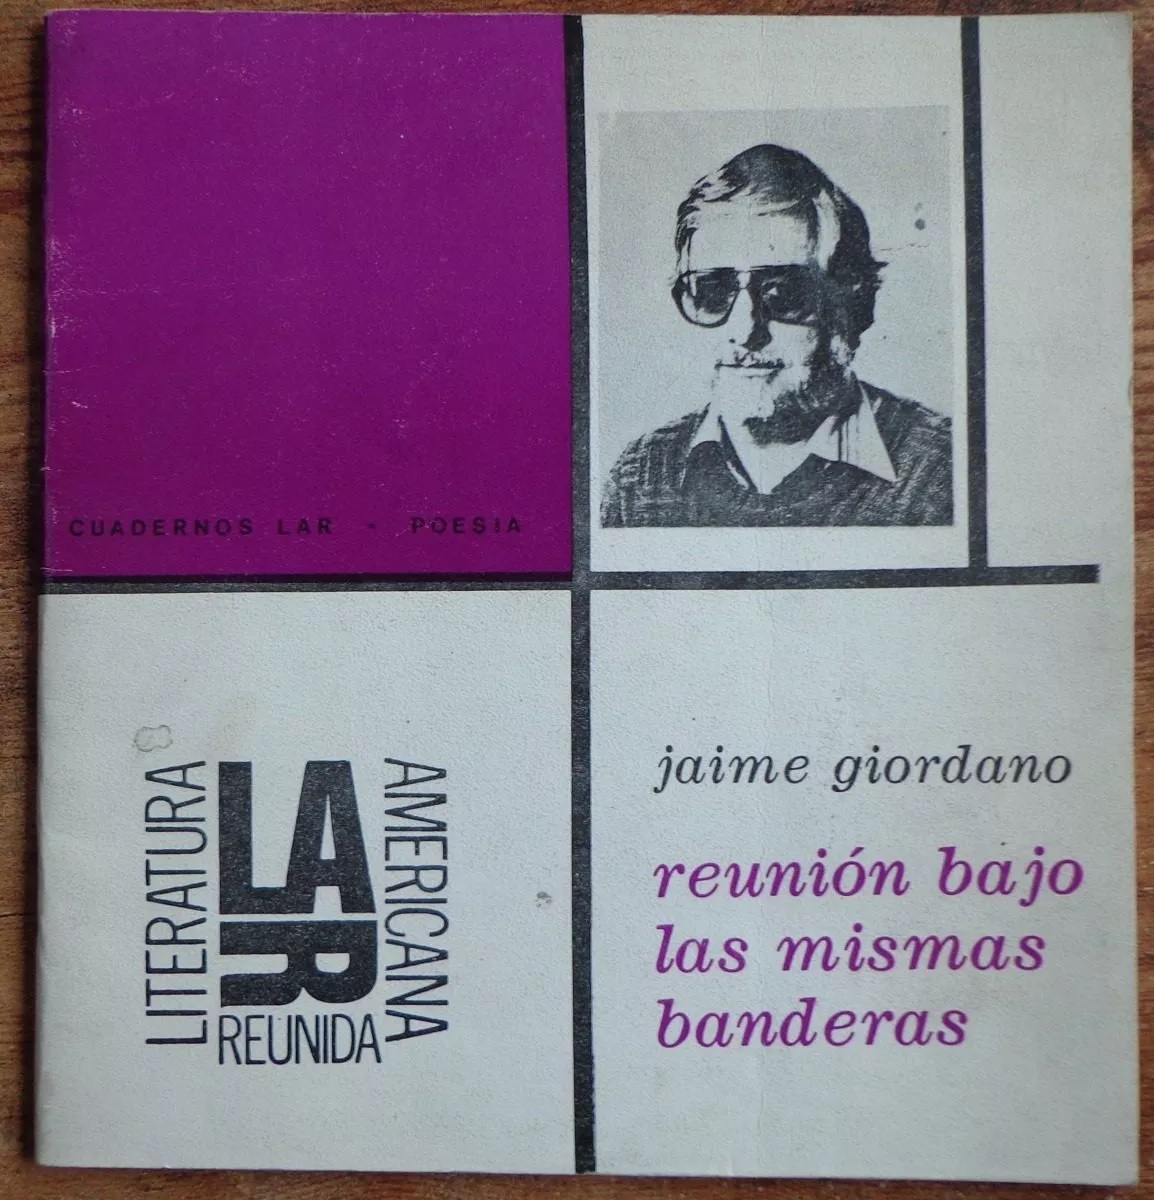 CUADERNOS LAR - POESIA
LITERATURA
LAR
AMERICANA
REUNIDA
jaime giordano
reunión bajo
las mismas
banderas